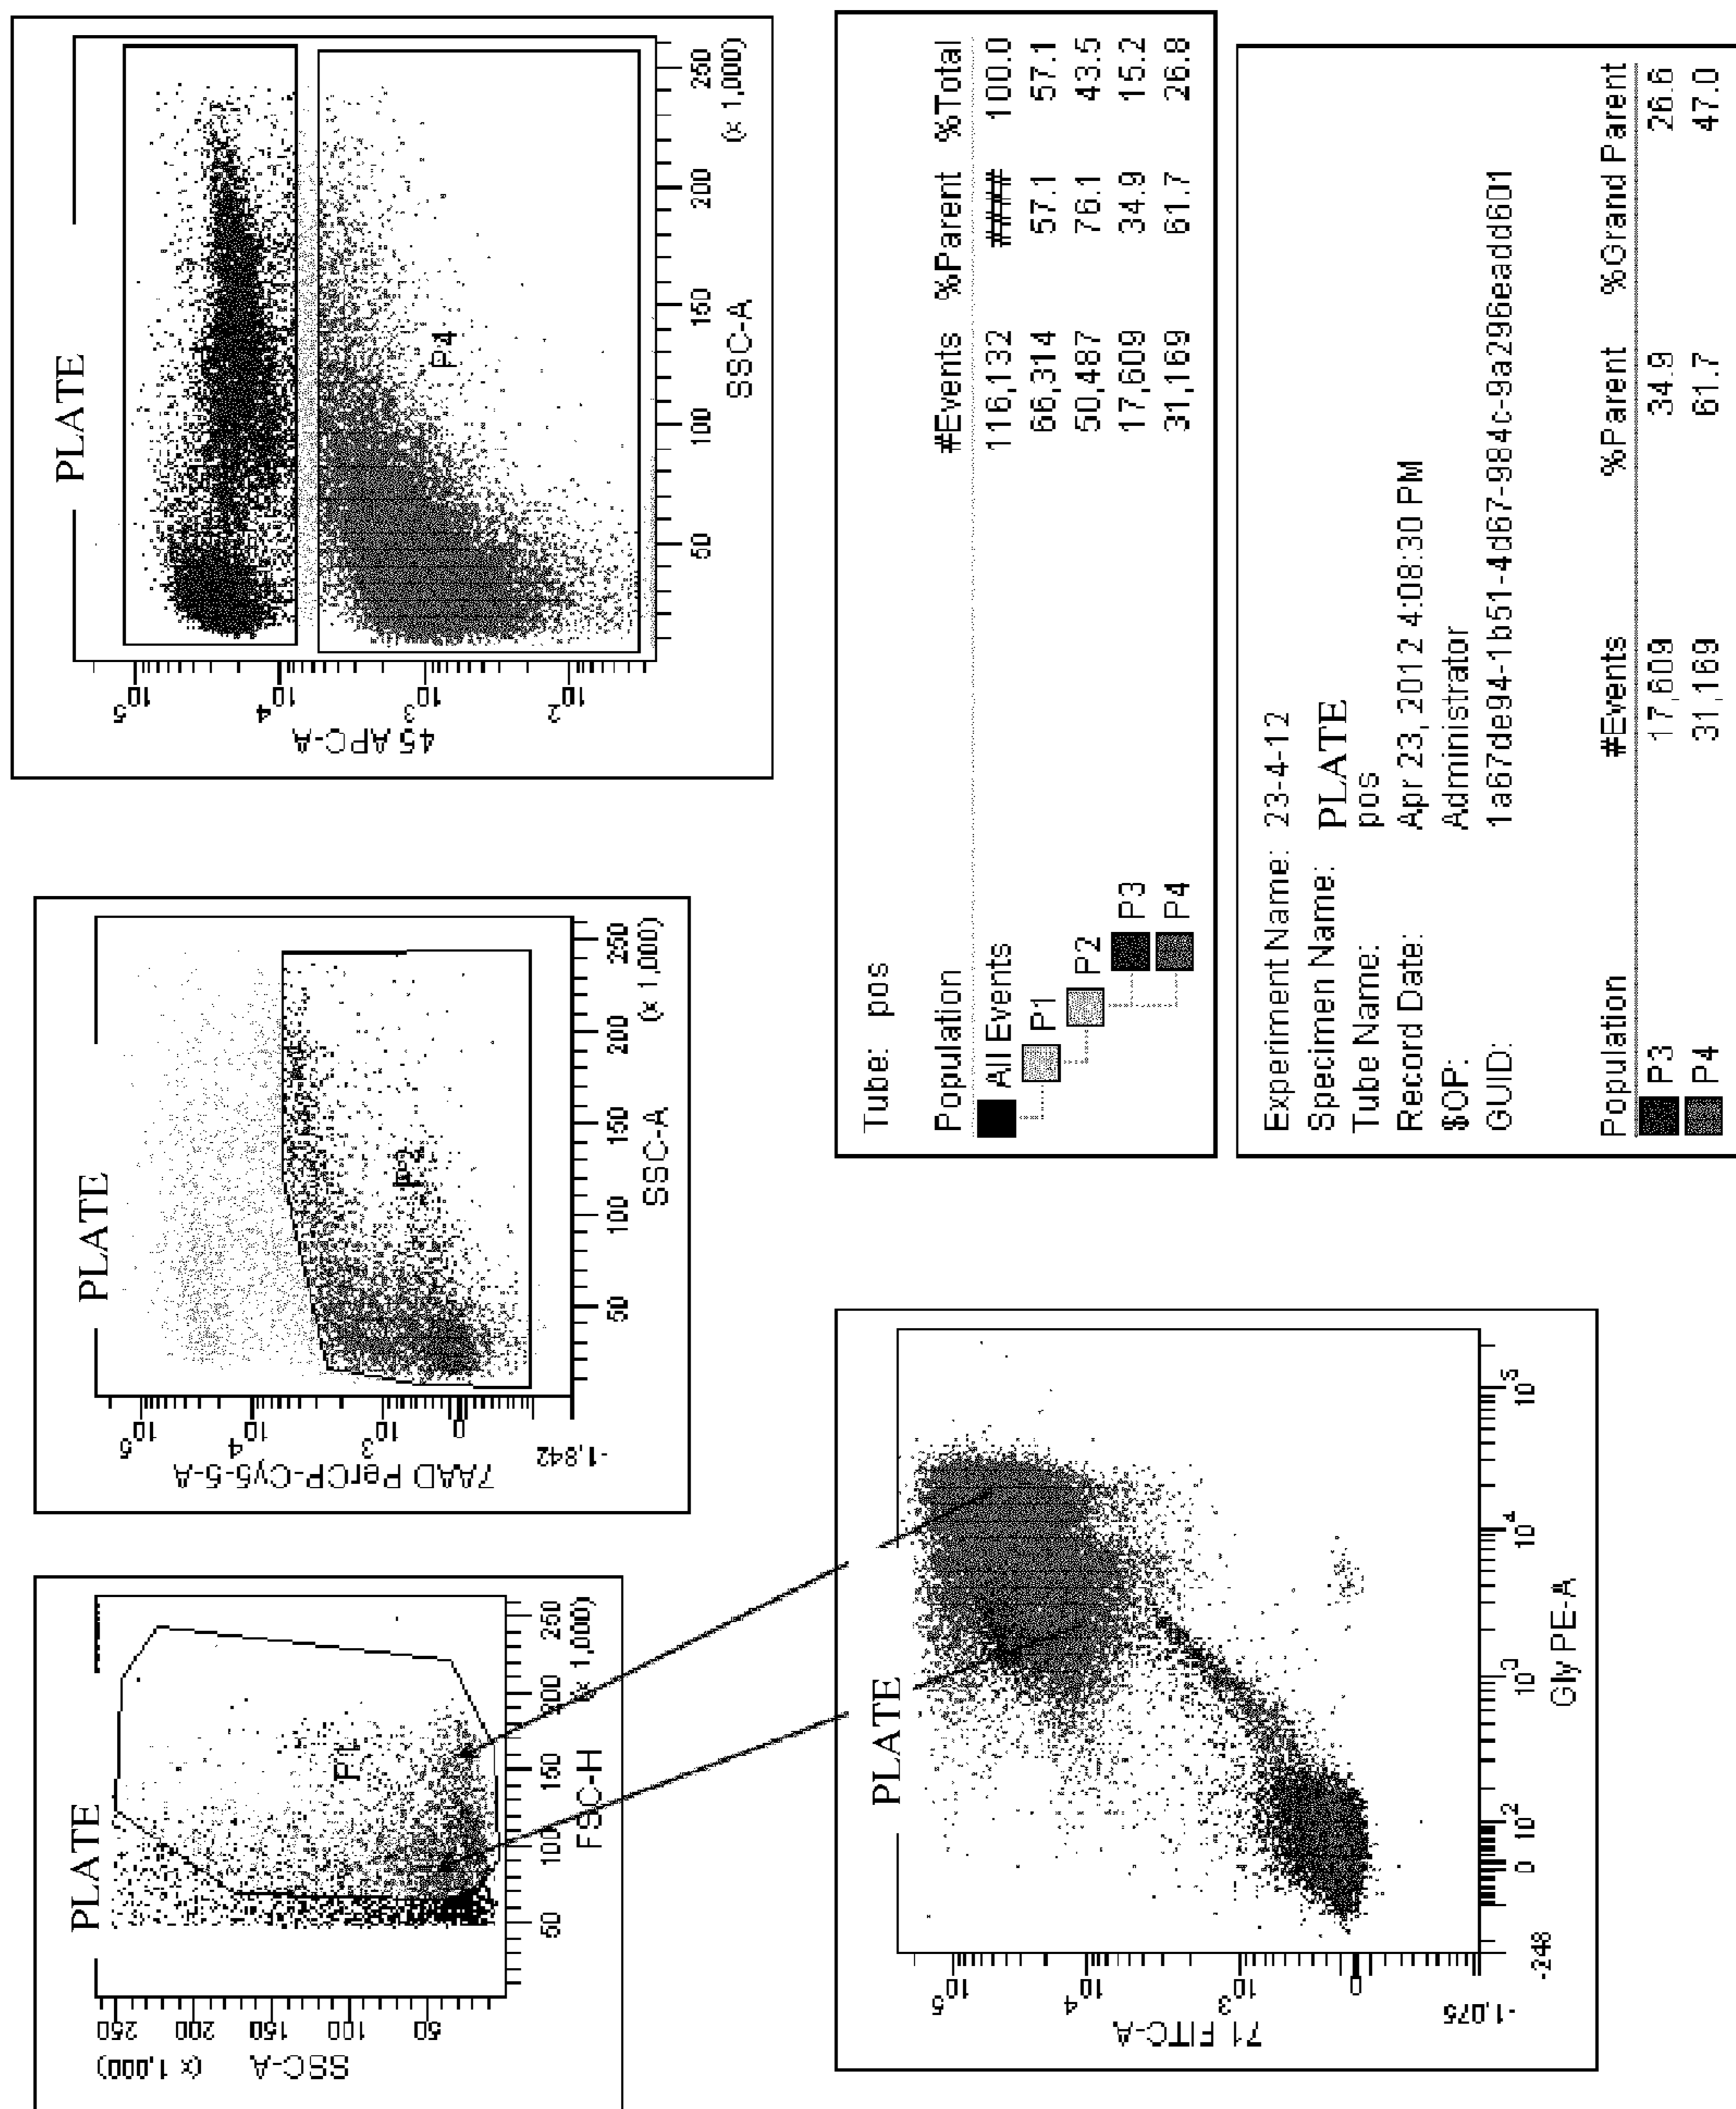 PLATE
(x 1,000)
SSC-A
250
200
150
100
50
P1
50
100
150
200
250
FSC-H
(x 1,000)
PLATE
7AAD PerCP-Cy5-5-A
10^5
10^4
10^3
0
-1,842
P2
50
100
150
200
250
SSC-A
(x 1,000)
PLATE
45 APC-A
10^5
10^4
10^3
10^2
P4
50
100
150
200
250
SSC-A
(x 1,000)
PLATE
71 FITC-A
10^5
10^4
10^3
0
-1,075
-248
0
10^2
10^3
10^4
10^5
Gly PE-A
Tube: pos
Population #Events %Parent %Total
All Events 116,132 #### 100.0
P1 66,314 57.1 57.1
P2 50,487 76.1 43.5
P3 17,609 34.9 15.2
P4 31,169 61.7 26.8
Experiment Name: 23-4-12
Specimen Name: PLATE
Tube Name: pos
Record Date: Apr 23, 2012 4:08:30 PM
$OP: Administrator
GUID: 1a67de94-1b51-4d67-984c-9a296eadd601
Population #Events %Parent %Grand Parent
P3 17,609 34.9 26.6
P4 31,169 61.7 47.0